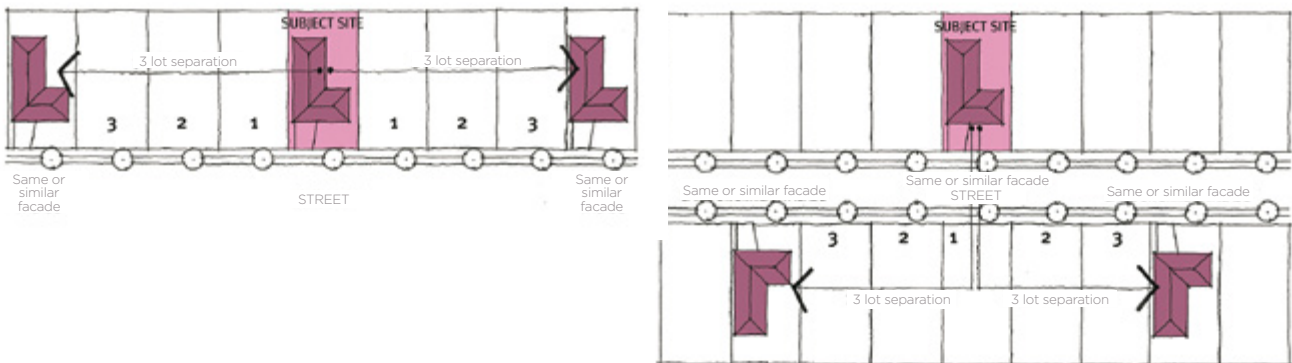 SUBJECT SITE
3 lot separation
3 lot separation
3 2 1 1 2 3
Same or
similar
facade
STREET
Same or
similar
facade
SUBJECT SITE
Same or similar facade
Same or similar facade
Same or similar facade
STREET
3 2 1 2 3
3 lot separation
3 lot separation